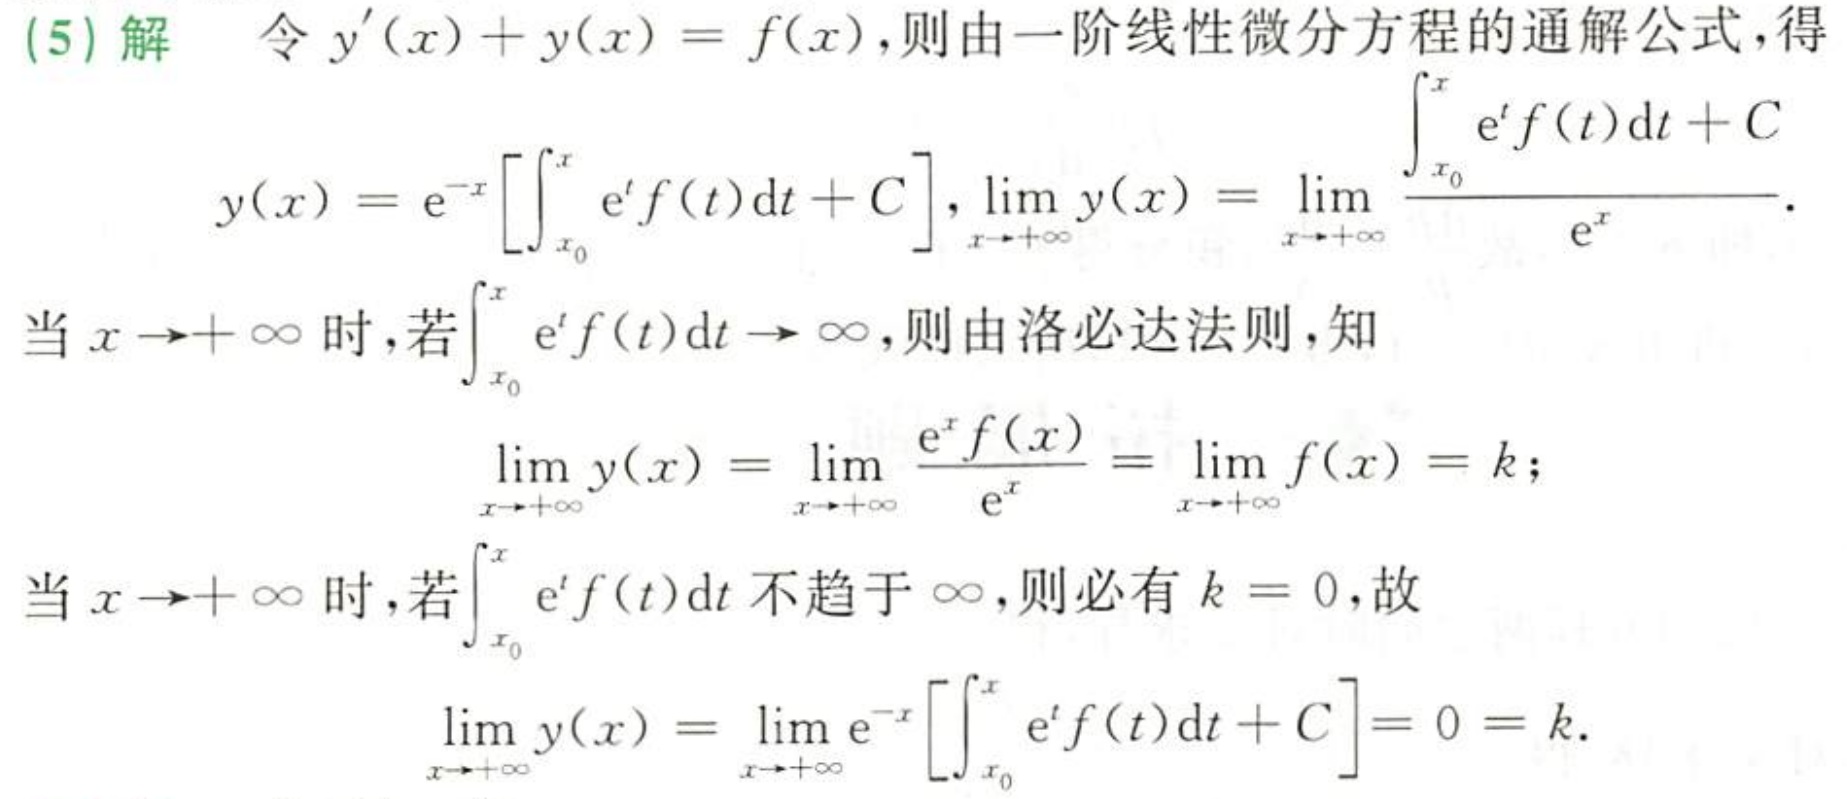 (5) 解 令 y′(x) + y(x) = f(x),则由一阶线性微分方程的通解公式,得
y(x) = e^{-x}[∫_{x_0}^{x} e^t f(t)dt + C], lim_{x→+∞} y(x) = lim_{x→+∞} \frac{∫_{x_0}^{x} e^t f(t)dt + C}{e^x}.
当 x →+ ∞ 时,若∫_{x_0}^{x} e^t f(t)dt → ∞,则由洛必达法则,知
lim_{x→+∞} y(x) = lim_{x→+∞} \frac{e^x f(x)}{e^x} = lim_{x→+∞} f(x) = k;
当 x →+ ∞ 时,若∫_{x_0}^{x} e^t f(t)dt 不趋于 ∞,则必有 k = 0,故
lim_{x→+∞} y(x) = lim_{x→+∞} e^{-x}[∫_{x_0}^{x} e^t f(t)dt + C] = 0 = k.